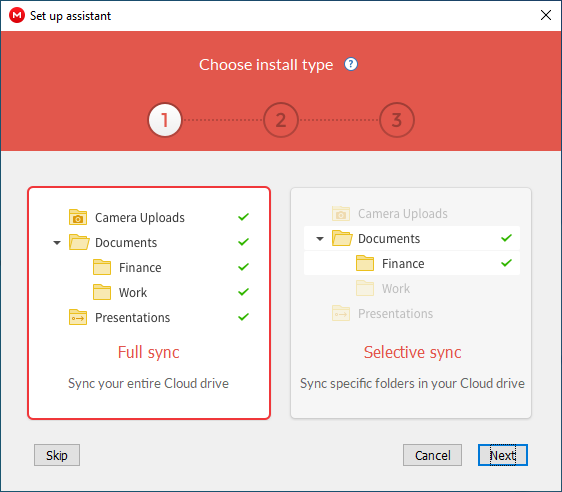 Set up assistant
Choose install type ?
1 2 3
Camera Uploads
Documents
Finance
Work
Presentations
Full sync
Sync your entire Cloud drive
Camera Uploads
Documents
Finance
Work
Presentations
Selective sync
Sync specific folders in your Cloud drive
Skip
Cancel
Next